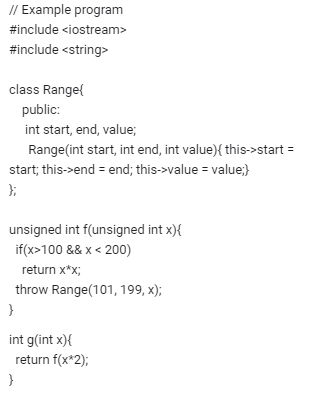 // Example program
#include <iostream>
#include <string>
class Range{
public:
int start, end, value;
Range(int start, int end, int value){ this->start =
start; this->end = end; this->value = value;}
};
unsigned int f(unsigned int x){
if(x>100 && x < 200)
return x*x;
throw Range(101, 199, x);
}
int g(int x){
return f(x*2);
}